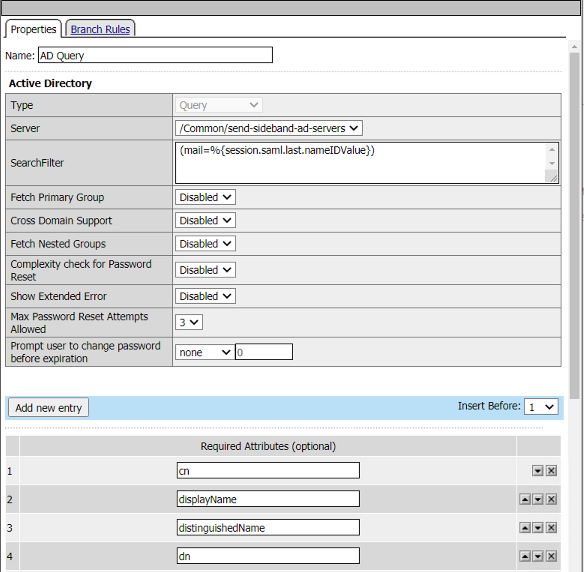 Properties Branch Rules
Name: AD Query
Active Directory
Type Query
Server /Common/send-sideband-ad-servers
SearchFilter (mail=%{session.saml.last.nameIDValue})
Fetch Primary Group Disabled
Cross Domain Support Disabled
Fetch Nested Groups Disabled
Complexity check for Password
Reset Disabled
Show Extended Error Disabled
Max Password Reset Attempts
Allowed 3
Prompt user to change password
before expiration none 0
Add new entry Insert Before: 1
Required Attributes (optional)
1 cn
2 displayName
3 distinguishedName
4 dn